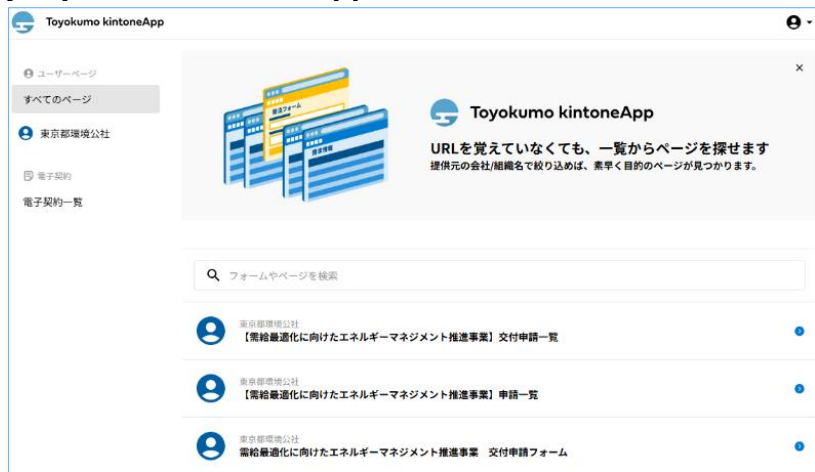 Toyokumo kintoneApp
ユーザーページ
すべてのページ
東京都環境公社
電子契約
電子契約一覧
Toyokumo kintoneApp
URLを覚えていなくても、一覧からページを探せます
提供元の会社/組織名で絞り込めば、素早く目的のページが見つかります。
フォームやページを検索
東京都環境公社
【需給最適化に向けたエネルギーマネジメント推進事業】交付申請一覧
東京都環境公社
【需給最適化に向けたエネルギーマネジメント推進事業】申請一覧
東京都環境公社
需給最適化に向けたエネルギーマネジメント推進事業　交付申請フォーム